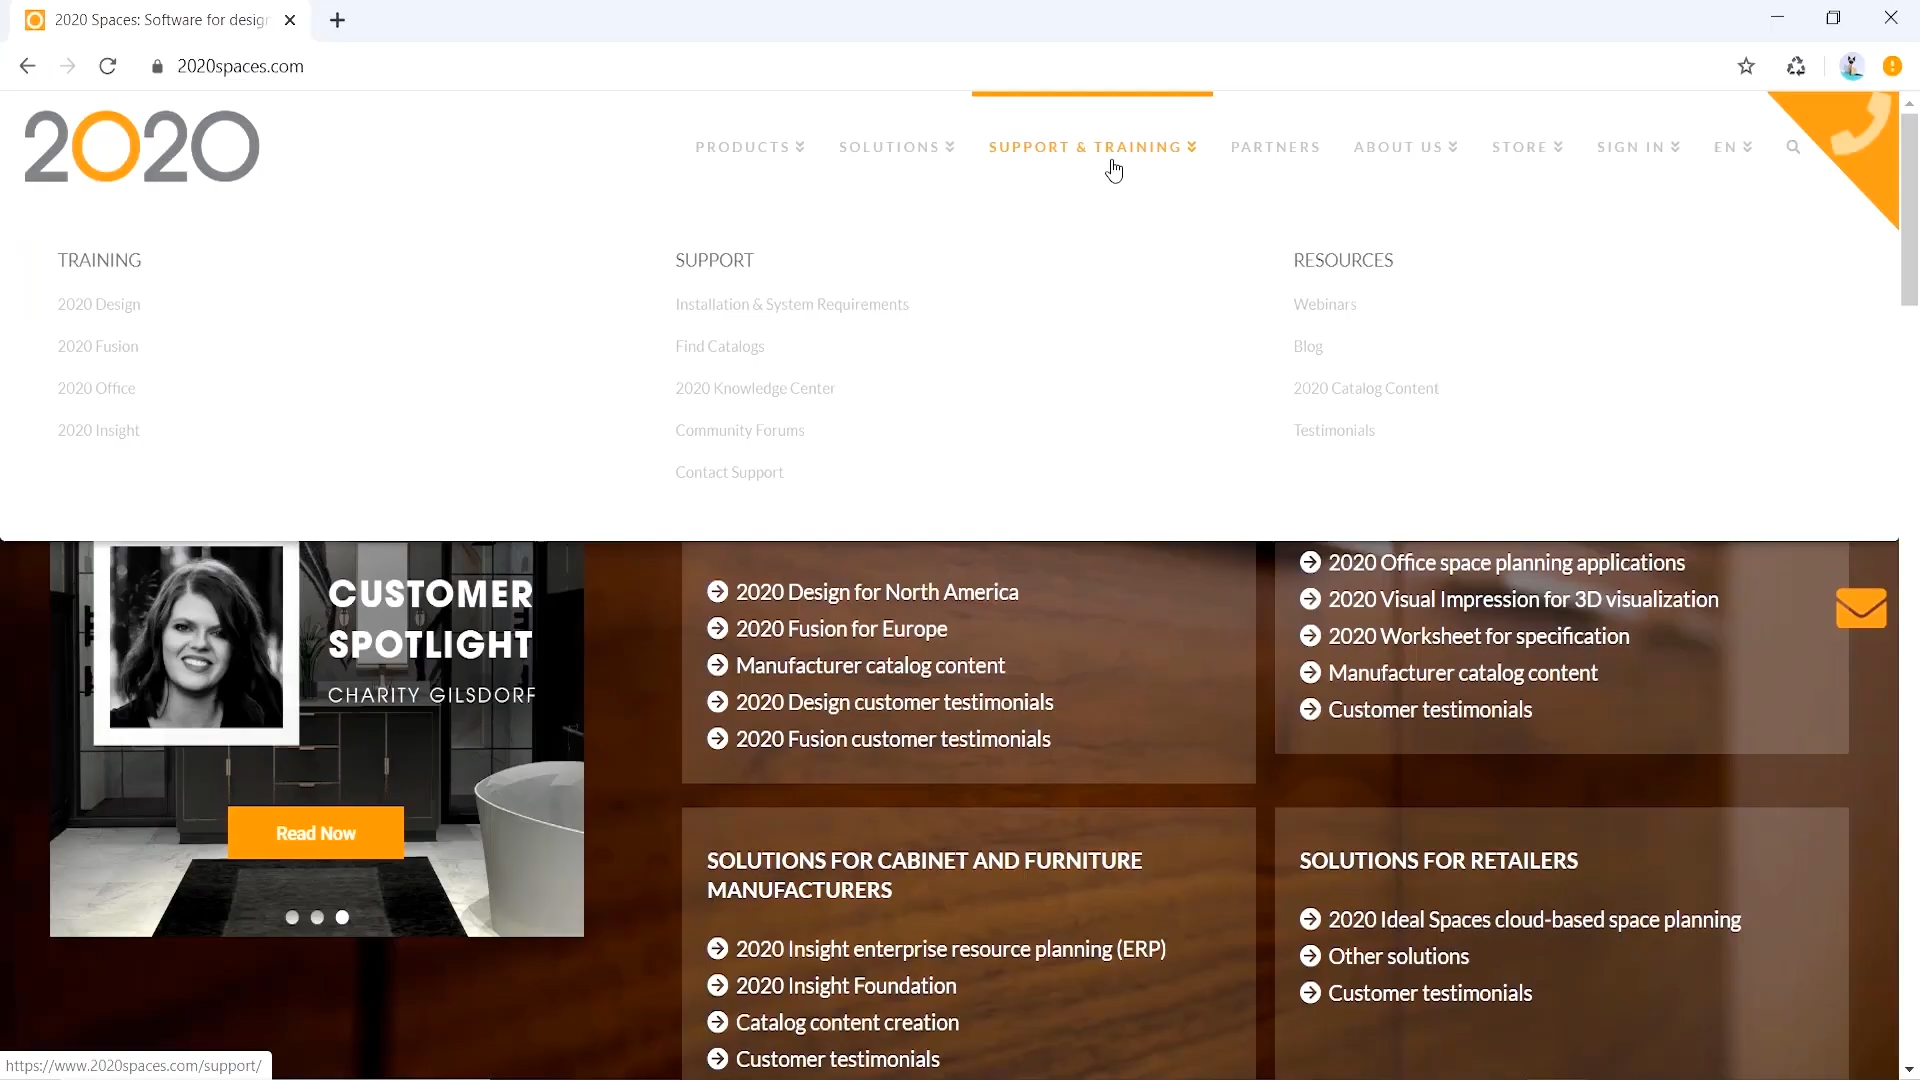 2020 Spaces: Software for design
2020spaces.com
2020
PRODUCTS
SOLUTIONS
SUPPORT & TRAINING
PARTNERS
ABOUT US
STORE
SIGN IN
EN
TRAINING
2020 Design
2020 Fusion
2020 Office
2020 Insight
SUPPORT
Installation & System Requirements
Find Catalogs
2020 Knowledge Center
Community Forums
Contact Support
RESOURCES
Webinars
Blog
2020 Catalog Content
Testimonials
CUSTOMER
SPOTLIGHT
CHARITY GILSDORF
Read Now
2020 Design for North America
2020 Fusion for Europe
Manufacturer catalog content
2020 Design customer testimonials
2020 Fusion customer testimonials
2020 Office space planning applications
2020 Visual Impression for 3D visualization
2020 Worksheet for specification
Manufacturer catalog content
Customer testimonials
SOLUTIONS FOR CABINET AND FURNITURE
MANUFACTURERS
2020 Insight enterprise resource planning (ERP)
2020 Insight Foundation
Catalog content creation
Customer testimonials
SOLUTIONS FOR RETAILERS
2020 Ideal Spaces cloud-based space planning
Other solutions
Customer testimonials
https://www.2020spaces.com/support/